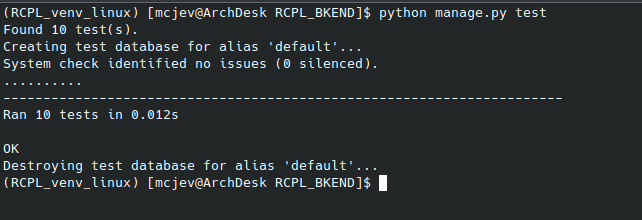 (RCPL_venv_linux) [mcjev@ArchDesk RCPL_BKEND]$ python manage.py test
Found 10 test(s).
Creating test database for alias 'default'...
System check identified no issues (0 silenced).
..........
----------------------------------------------------------------------
Ran 10 tests in 0.012s
OK
Destroying test database for alias 'default'...
(RCPL_venv_linux) [mcjev@ArchDesk RCPL_BKEND]$